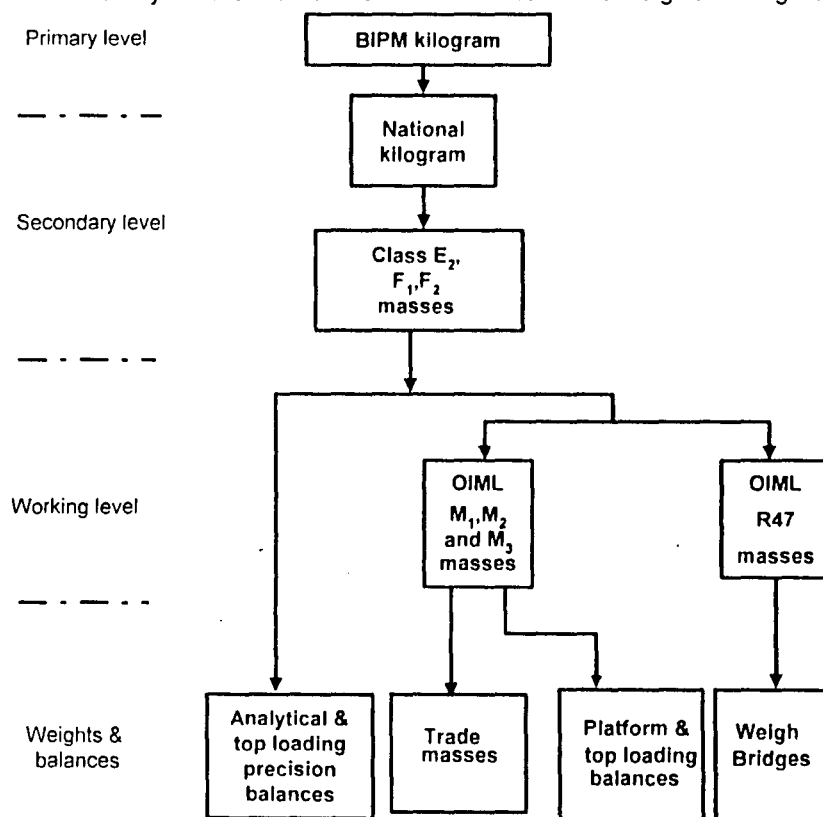 Primary level
BIPM kilogram
National
kilogram
Secondary level
Class E2,
F1,F2
masses
Working level
OIML
M1,M2
and M3
masses
OIML
R47
masses
Weights &
balances
Analytical &
top loading
precision
balances
Trade
masses
Platform &
top loading
balances
Weigh
Bridges